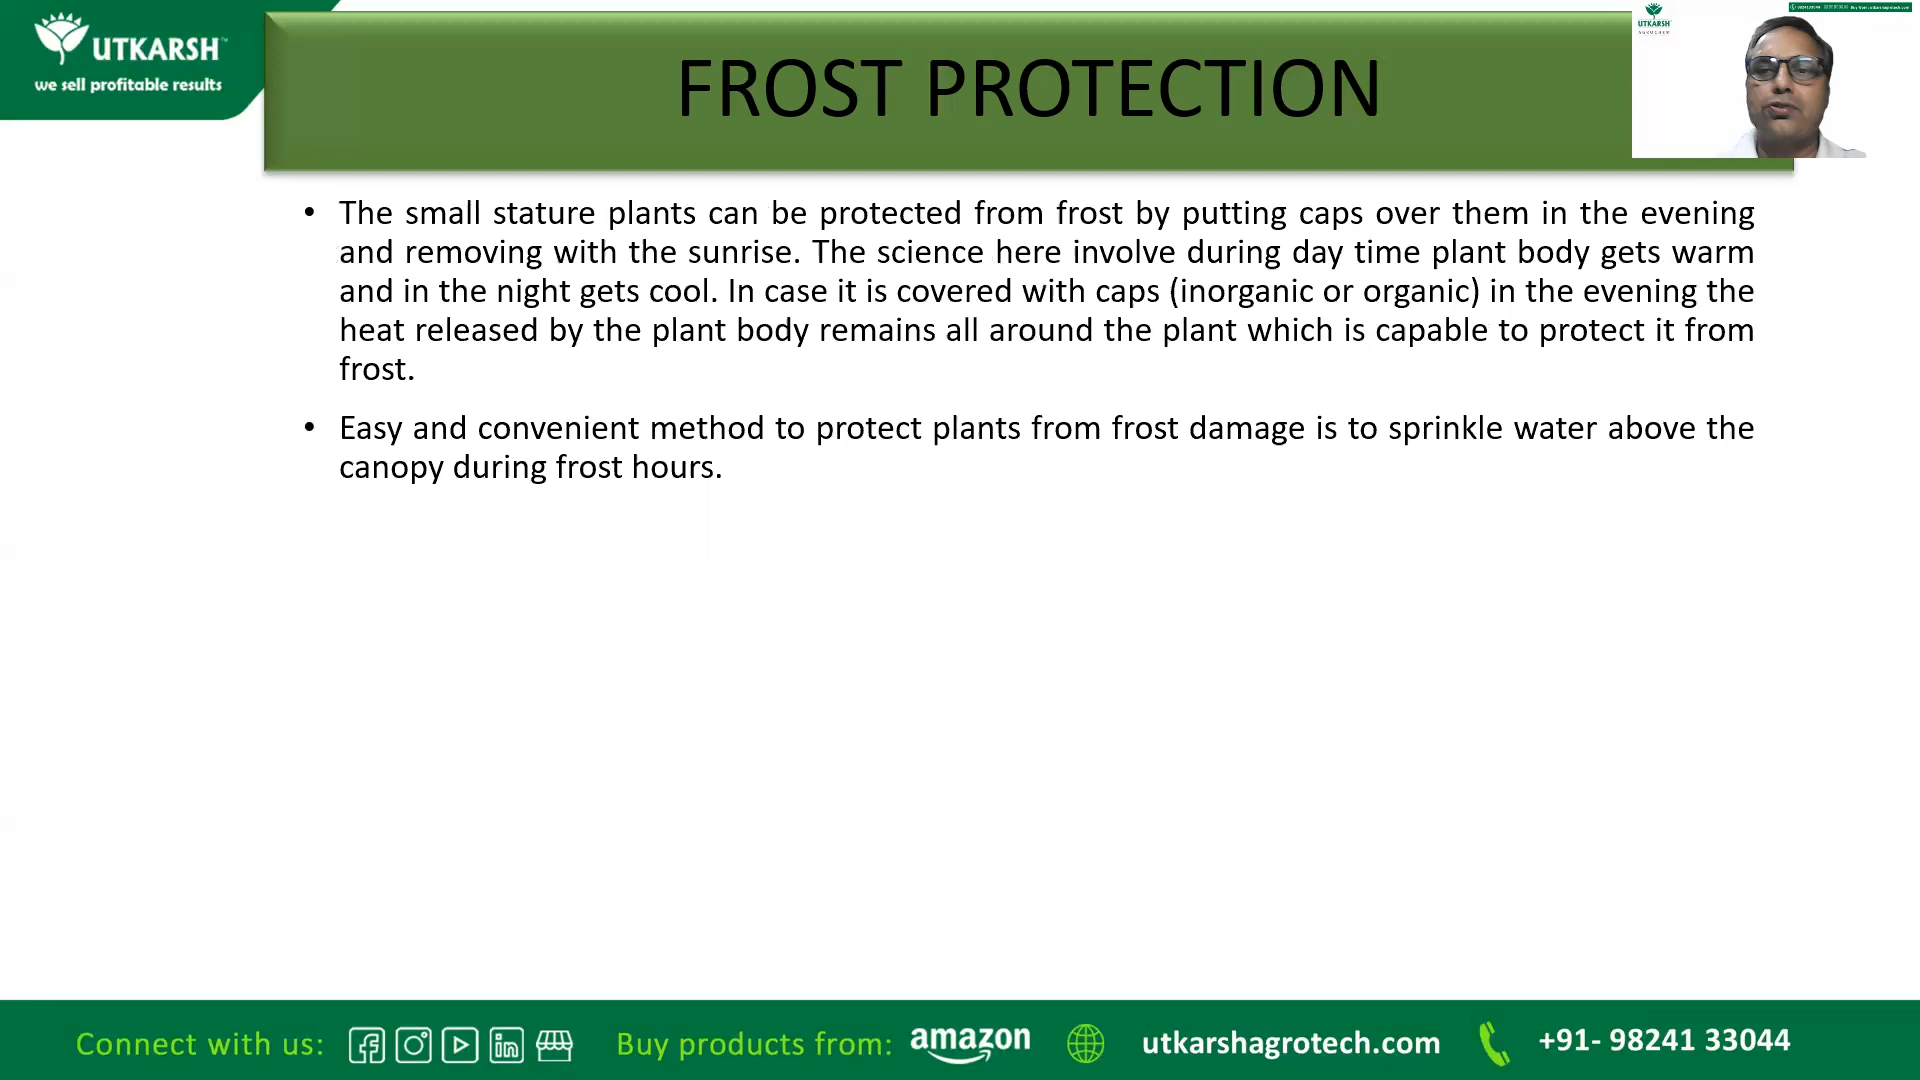 UTKARSH™
we sell profitable results
FROST PROTECTION
UTKARSH
• The small stature plants can be protected from frost by putting caps over them in the evening
and removing with the sunrise. The science here involve during day time plant body gets warm
and in the night gets cool. In case it is covered with caps (inorganic or organic) in the evening the
heat released by the plant body remains all around the plant which is capable to protect it from
frost.
• Easy and convenient method to protect plants from frost damage is to sprinkle water above the
canopy during frost hours.
Connect with us: Buy products from: amazon utkarshagrotech.com +91- 98241 33044